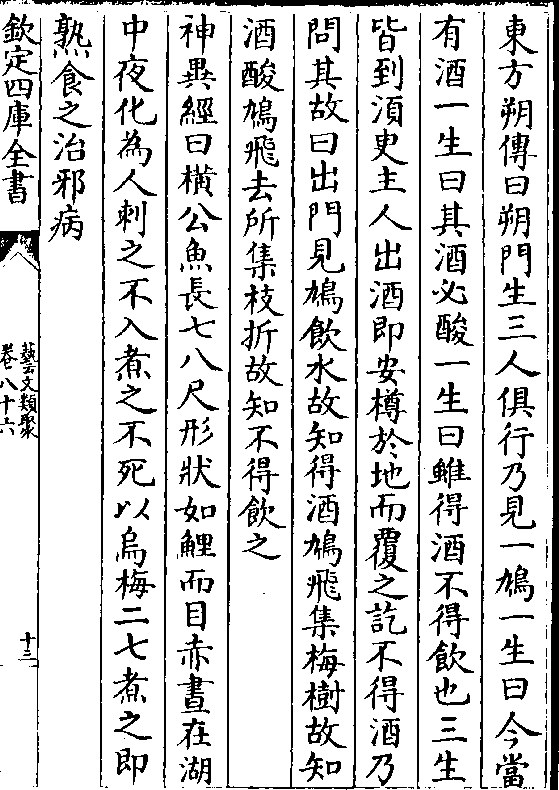 東方朔傳曰朔門生三人俱行乃見一鳩一生曰今當
有酒一生曰其酒必酸一生曰雖得酒不得飲也三生
皆到須臾主人出酒即安樽於地而覆之訖不得酒乃
問其故曰出門見鳩飲水故知得酒鳩飛集梅樹故知
酒酸鳩飛去所集枝折故知不得飲之
神異經曰橫公魚長七八尺形狀如鯉而目赤晝在湖
中夜化為人刺之不入煮之不死以烏梅二七煮之即
熟食之治邪病
欽定四庫全書
藝文類聚
卷八十六
十三